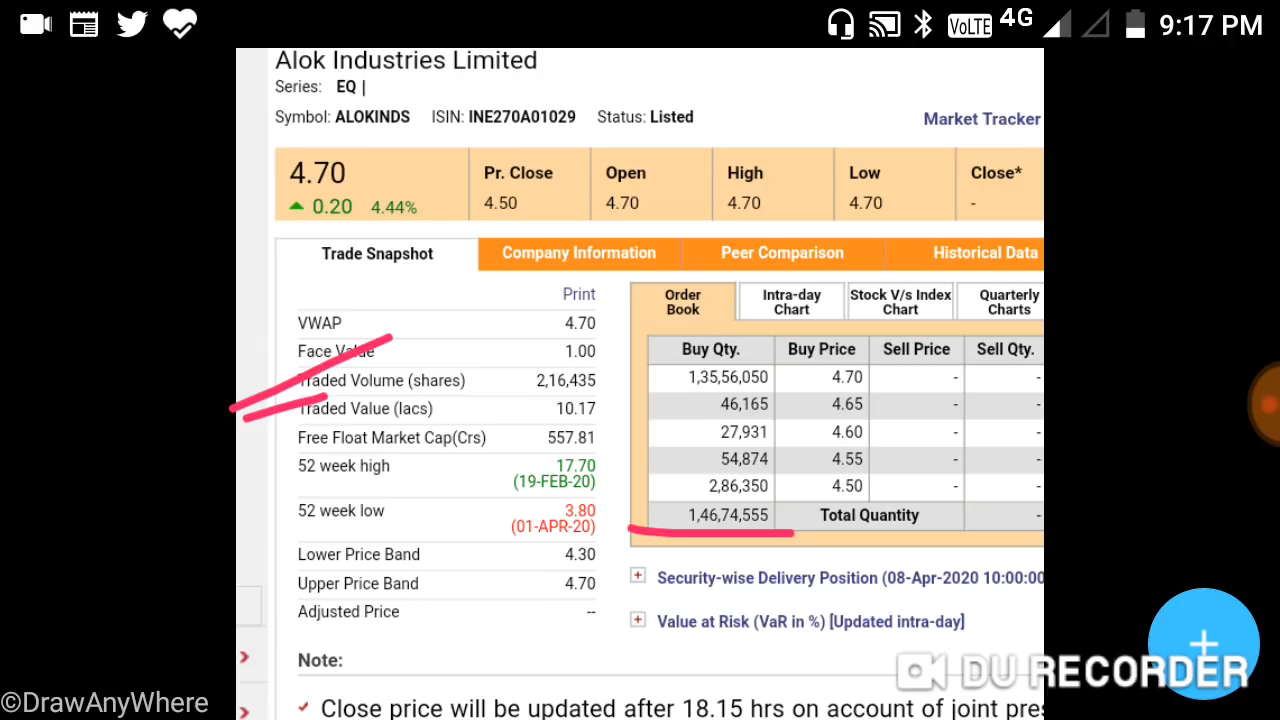 VoLTE 4G 9:17 PM
Alok Industries Limited
Series: EQ |
Symbol: ALOKINDS ISIN: INE270A01029 Status: Listed
Market Tracker
4.70 Pr. Close Open High Low Close*
0.20 4.44% 4.50 4.70 4.70 4.70 -
Trade Snapshot Company Information Peer Comparison Historical Data
Print
VWAP 4.70
Face Value 1.00
Traded Volume (shares) 2,16,435
Traded Value (lacs) 10.17
Free Float Market Cap(Crs) 557.81
52 week high 17.70
(19-FEB-20)
52 week low 3.80
(01-APR-20)
Lower Price Band 4.30
Upper Price Band 4.70
Adjusted Price --
Order Book Intra-day Chart Stock V/s Index Chart Quarterly Charts
Buy Qty. Buy Price Sell Price Sell Qty.
1,35,56,050 4.70 - -
46,165 4.65 - -
27,931 4.60 - -
54,874 4.55 - -
2,86,350 4.50 - -
1,46,74,555 Total Quantity -
+ Security-wise Delivery Position (08-Apr-2020 10:00:00
+ Value at Risk (VaR in %) [Updated intra-day]
Note:
Close price will be updated after 18.15 hrs on account of joint pres
DU RECORDER
©DrawAnyWhere